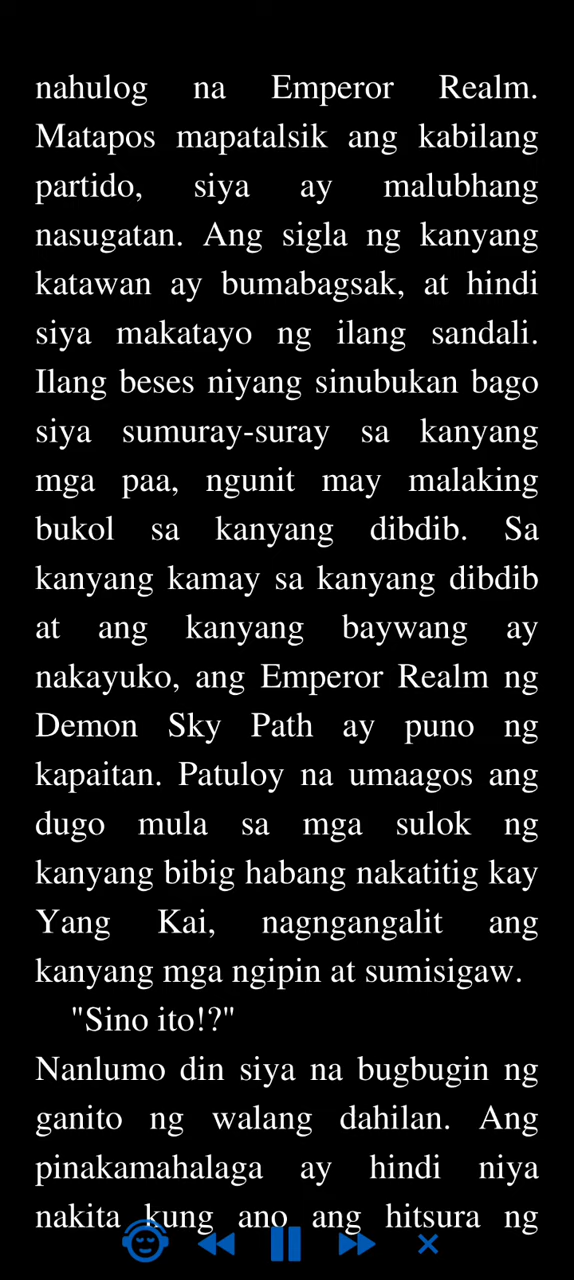 nahulog na Emperor Realm.
Matapos mapatalsik ang kabilang
partido, siya ay malubhang
nasugatan. Ang sigla ng kanyang
katawan ay bumabagsak, at hindi
siya makatayo ng ilang sandali.
Ilang beses niyang sinubukan bago
siya sumuray-suray sa kanyang
mga paa, ngunit may malaking
bukol sa kanyang dibdib. Sa
kanyang kamay sa kanyang dibdib
at ang kanyang baywang ay
nakayuko, ang Emperor Realm ng
Demon Sky Path ay puno ng
kapaitan. Patuloy na umaagos ang
dugo mula sa mga sulok ng
kanyang bibig habang nakatitig kay
Yang Kai, nagngangalit ang
kanyang mga ngipin at sumisigaw.
"Sino ito!?"
Nanlumo din siya na bugbugin ng
ganito ng walang dahilan. Ang
pinakamahalaga ay hindi niya
nakita kung ano ang hitsura ng